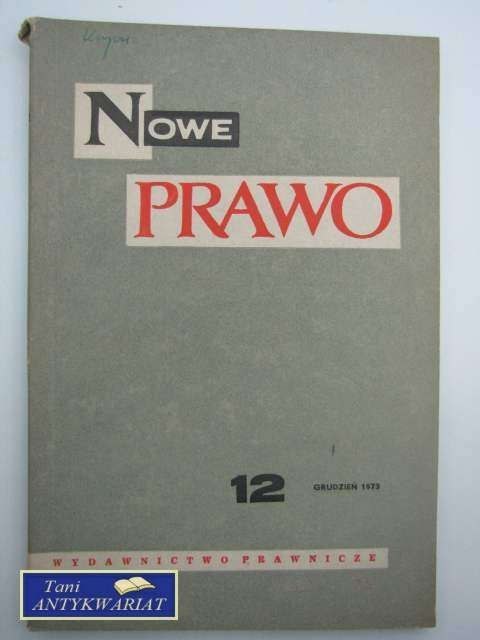 NOWE
PRAWO
12 GRUDZIEŃ 1973
WYDAWNICTWO PRAWNICZE
Tani
ANTYKWARIAT